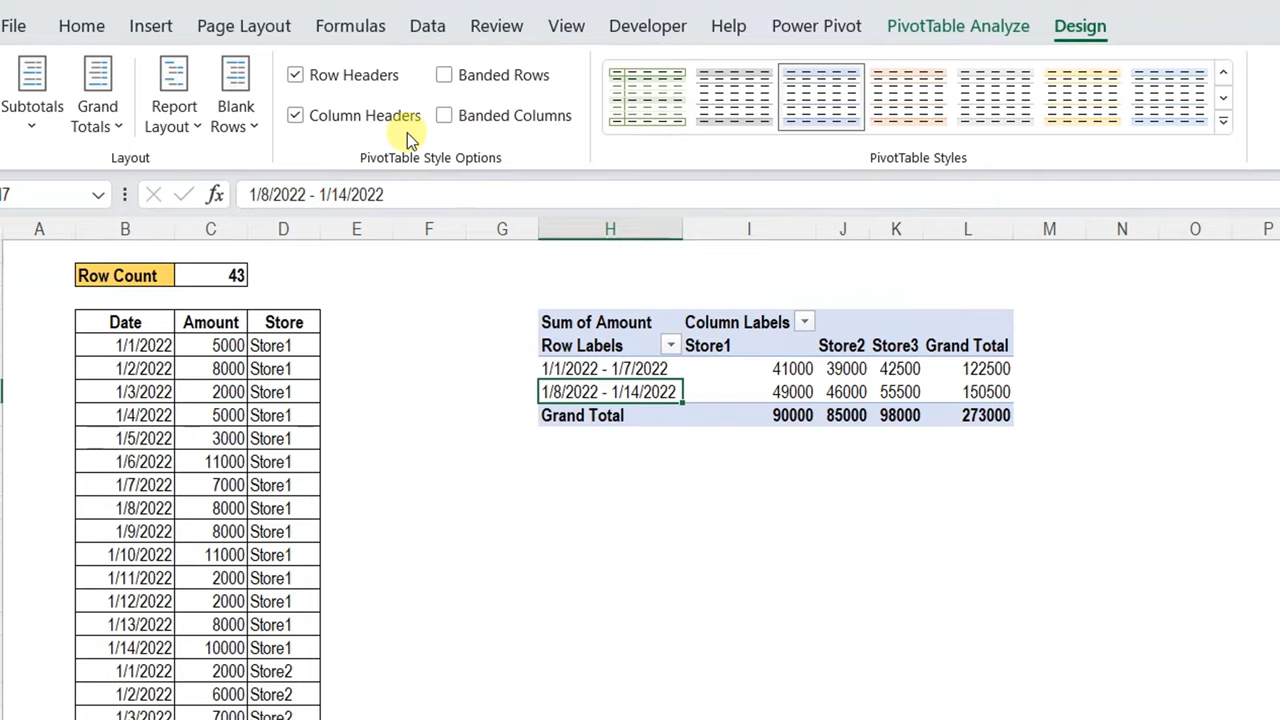 File Home Insert Page Layout Formulas Data Review View Developer Help Power Pivot PivotTable Analyze Design
Subtotals
Grand Totals
Report Layout
Blank Rows
Layout
Row Headers Banded Rows
Column Headers Banded Columns
PivotTable Style Options
PivotTable Styles
fx 1/8/2022 - 1/14/2022
A B C D E F G H I J K L M N O P
Row Count 43
Date Amount Store
1/1/2022 5000 Store1
1/2/2022 8000 Store1
1/3/2022 2000 Store1
1/4/2022 5000 Store1
1/5/2022 3000 Store1
1/6/2022 11000 Store1
1/7/2022 7000 Store1
1/8/2022 8000 Store1
1/9/2022 8000 Store1
1/10/2022 11000 Store1
1/11/2022 2000 Store1
1/12/2022 2000 Store1
1/13/2022 8000 Store1
1/14/2022 10000 Store1
1/1/2022 2000 Store2
1/2/2022 6000 Store2
1/3/2022 7000 Store2
Sum of Amount Column Labels
Row Labels Store1 Store2 Store3 Grand Total
1/1/2022 - 1/7/2022 41000 39000 42500 122500
1/8/2022 - 1/14/2022 49000 46000 55500 150500
Grand Total 90000 85000 98000 273000